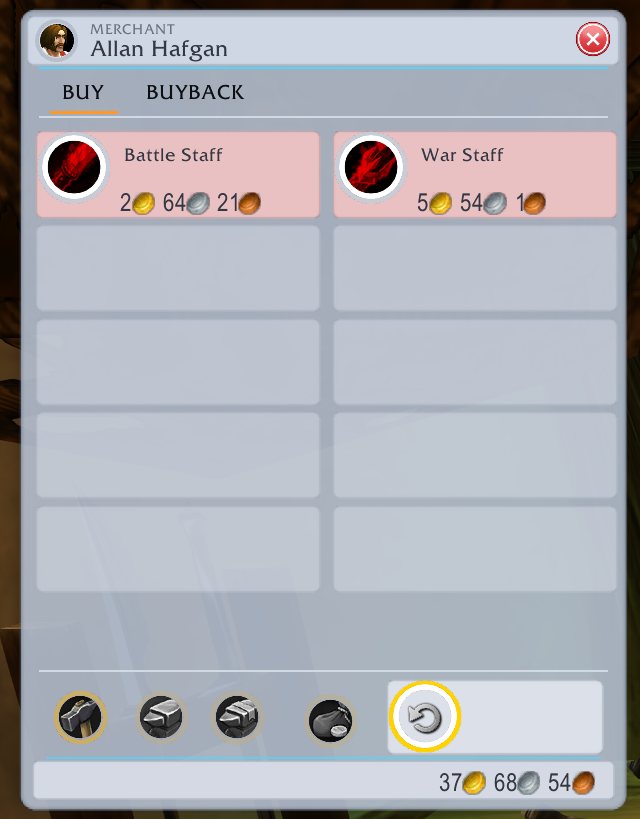 MERCHANT
Allan Hafgan
BUY BUYBACK
Battle Staff
2 64 21
War Staff
5 54 1
37 68 54